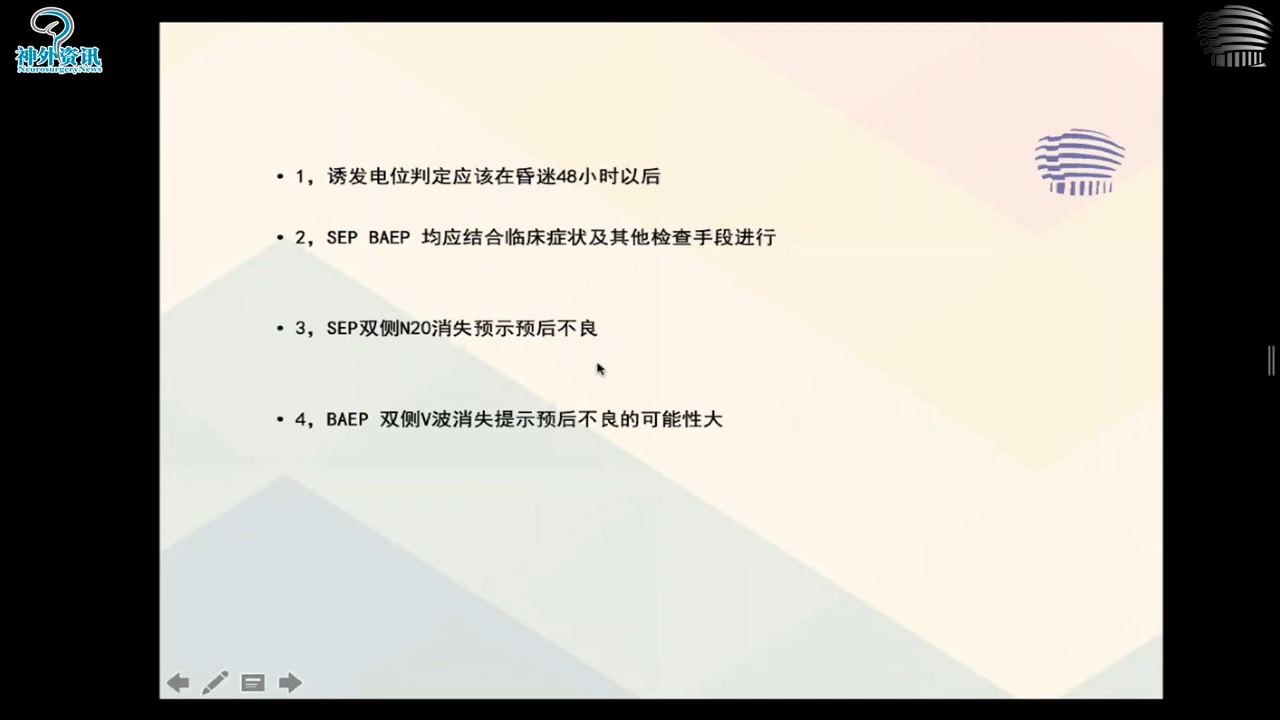 神外资讯
NeurosurgeryNews
• 1，诱发电位判定应该在昏迷48小时以后
• 2，SEP BAEP 均应结合临床症状及其他检查手段进行
• 3，SEP双侧N20消失预示预后不良
• 4，BAEP 双侧V波消失提示预后不良的可能性大